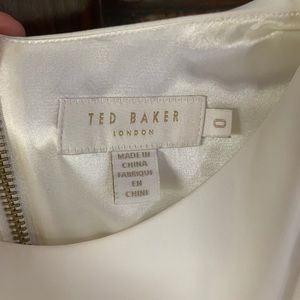 TED BAKER
LONDON
0
MADE IN
CHINA
FABRIQUE
EN
CHINE